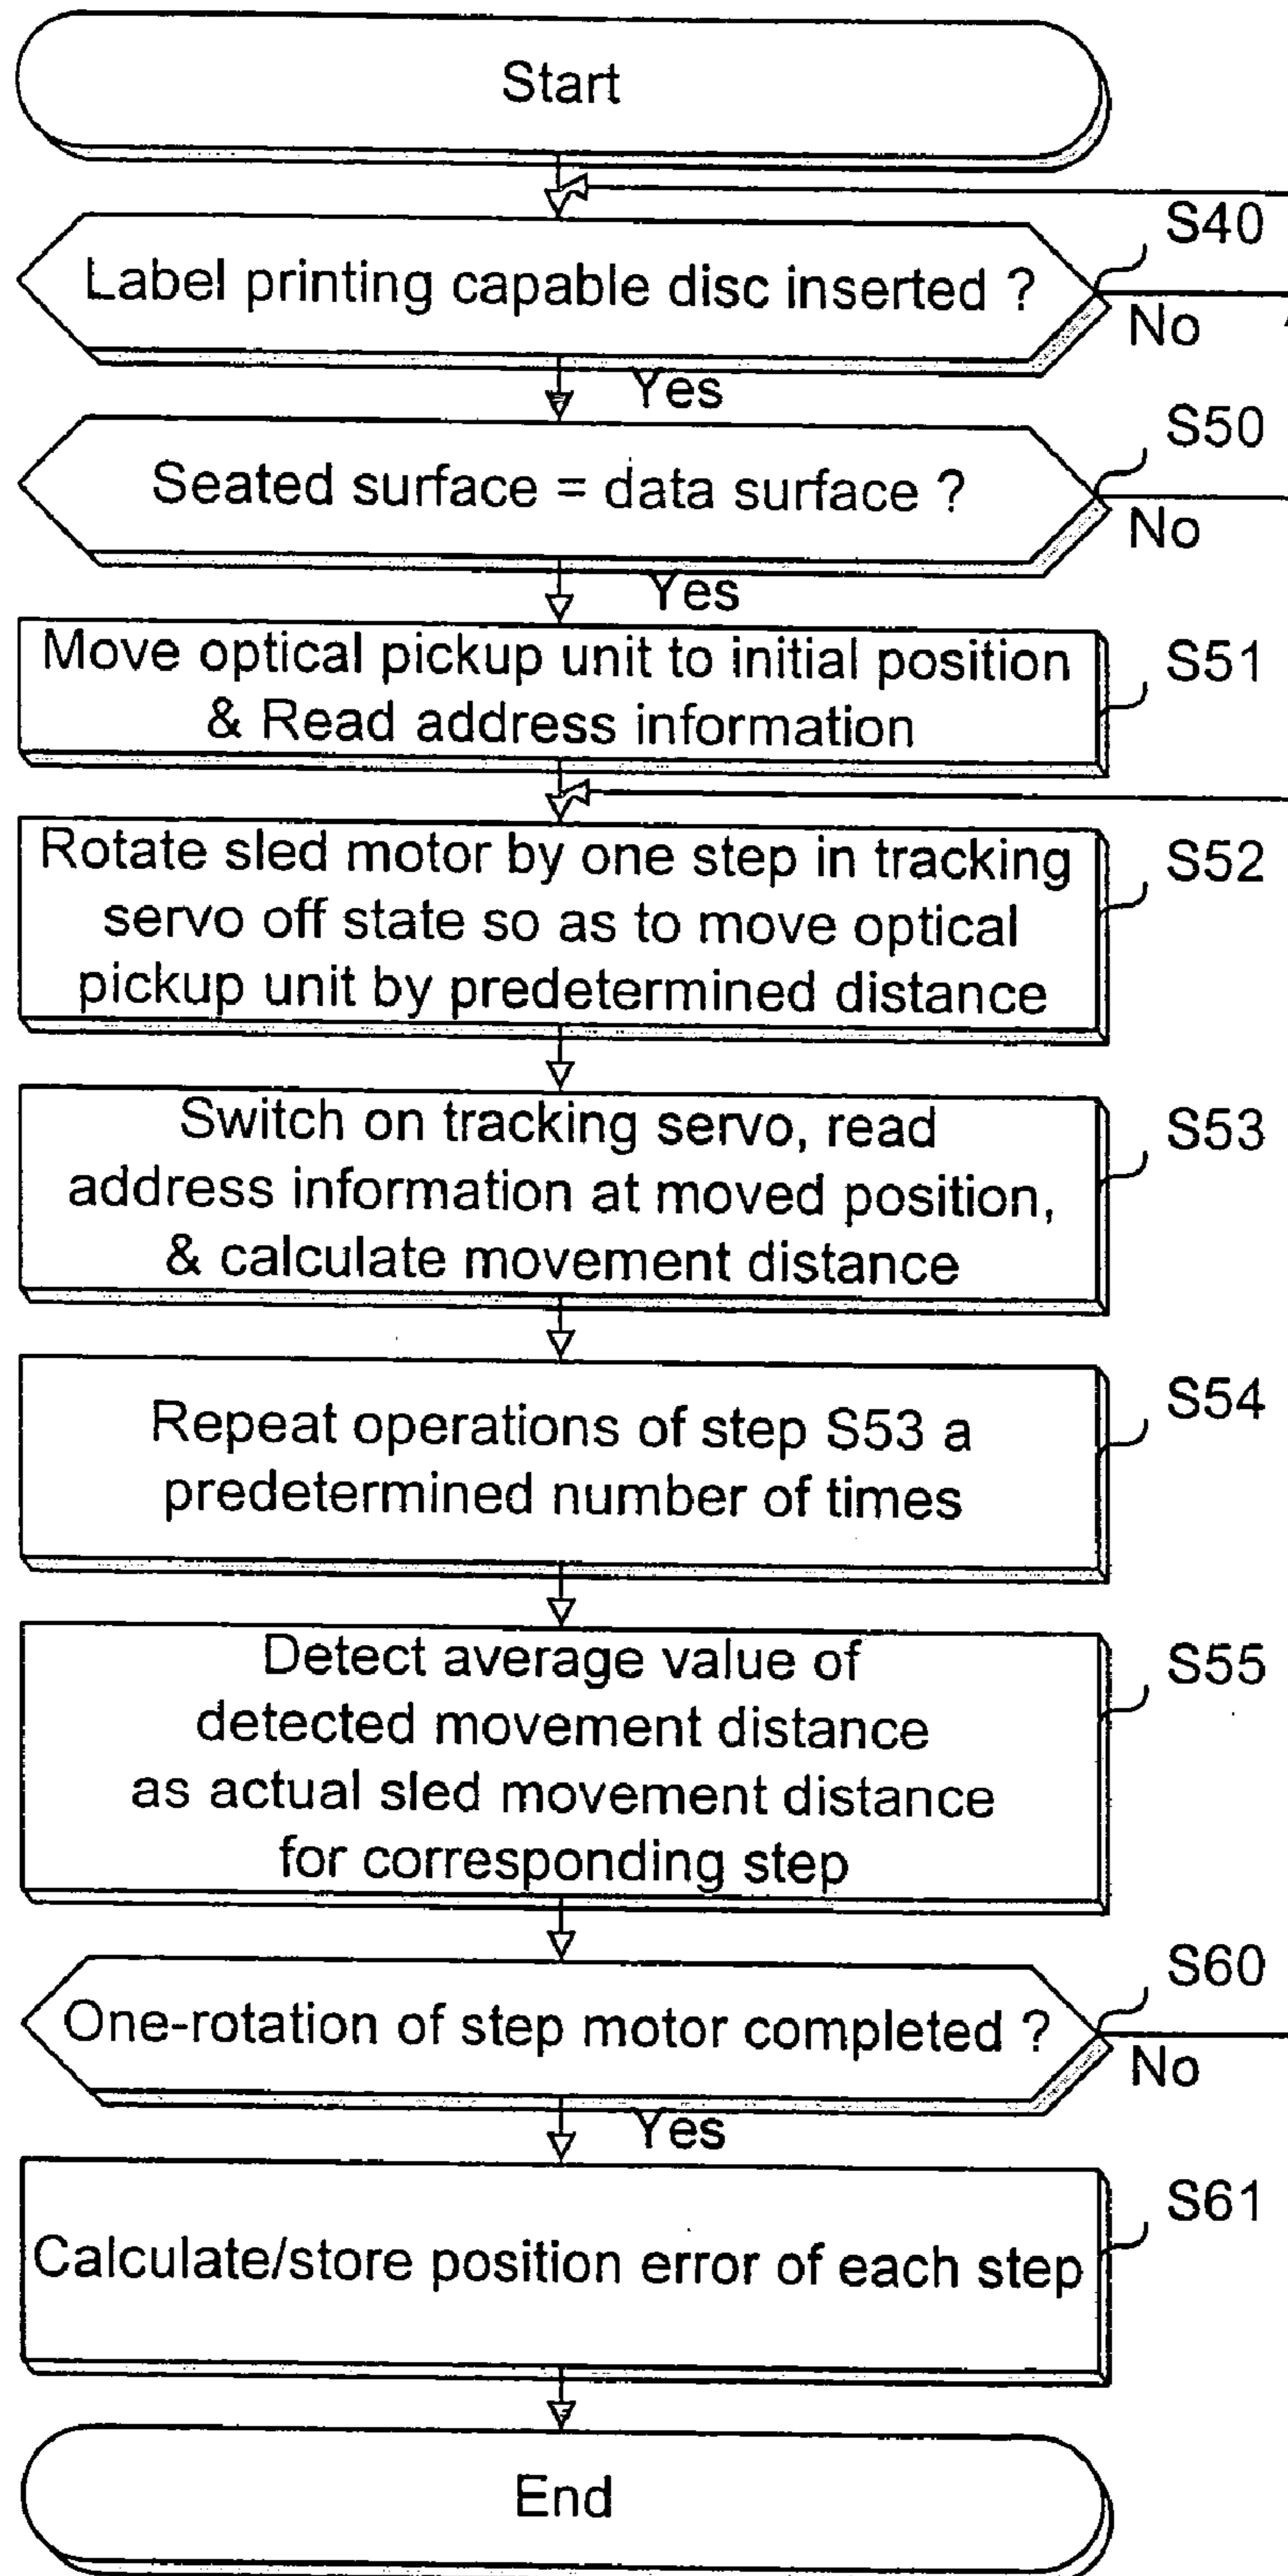 Start
S40
Label printing capable disc inserted ?
No
Yes
S50
Seated surface = data surface ?
No
Yes
S51
Move optical pickup unit to initial position
& Read address information
S52
Rotate sled motor by one step in tracking
servo off state so as to move optical
pickup unit by predetermined distance
S53
Switch on tracking servo, read
address information at moved position,
& calculate movement distance
S54
Repeat operations of step S53 a
predetermined number of times
S55
Detect average value of
detected movement distance
as actual sled movement distance
for corresponding step
S60
One-rotation of step motor completed ?
No
Yes
S61
Calculate/store position error of each step
End